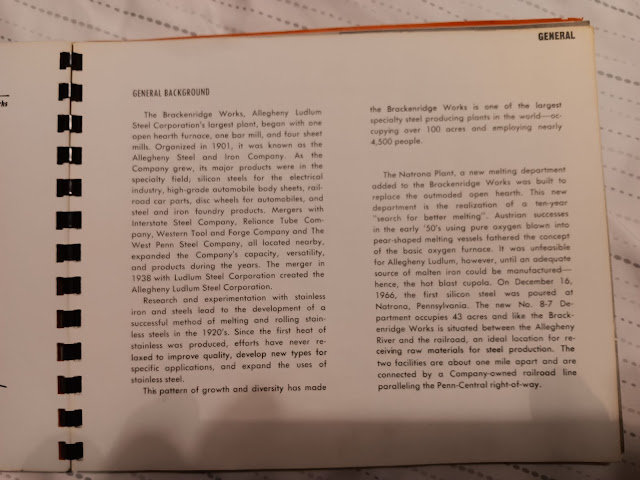 GENERAL
rks
GENERAL BACKGROUND
The Brackenridge Works, Allegheny Ludlum
Steel Corporation's largest plant, began with one
open hearth furnace, one bar mill, and four sheet
mills. Organized in 1901, it was known as the
Allegheny Steel and Iron Company. As the
Company grew, its major products were in the
specialty field; silicon steels for the electrical
industry, high-grade automobile body sheets, rail-
road car parts, disc wheels for automobiles, and
steel and iron foundry products. Mergers with
Interstate Steel Company, Reliance Tube Com-
pany, Western Tool and Forge Company and The
West Penn Steel Company, all located nearby,
expanded the Company's capacity, versatility,
and products during the years. The merger in
1938 with Ludlum Steel Corporation created the
Allegheny Ludlum Steel Corporation.
Research and experimentation with stainless
iron and steels lead to the development of a
successful method of melting and rolling stain-
less steels in the 1920's. Since the first heat of
stainless was produced, efforts have never re-
laxed to improve quality, develop new types for
specific applications, and expand the uses of
stainless steel.
This pattern of growth and diversity has made
the Brackenridge Works is one of the largest
specialty steel producing plants in the world—oc-
cupying over 100 acres and employing nearly
4,500 people.
The Natrona Plant, a new melting department
added to the Brackenridge Works was built to
replace the outmoded open hearth. This new
department is the realization of a ten-year
"search for better melting". Austrian successes
in the early '50's using pure oxygen blown into
pear-shaped melting vessels fathered the concept
of the basic oxygen furnace. It was unfeasible
for Allegheny Ludlum, however, until an adequate
source of molten iron could be manufactured—
hence, the hot blast cupola. On December 16,
1966, the first silicon steel was poured at
Natrona, Pennsylvania. The new No. B-7 De-
partment occupies 43 acres and like the Brack-
enridge Works is situated between the Allegheny
River and the railroad, an ideal location for re-
ceiving raw materials for steel production. The
two facilities are about one mile apart and are
connected by a Company-owned railroad line
paralleling the Penn-Central right-of-way.